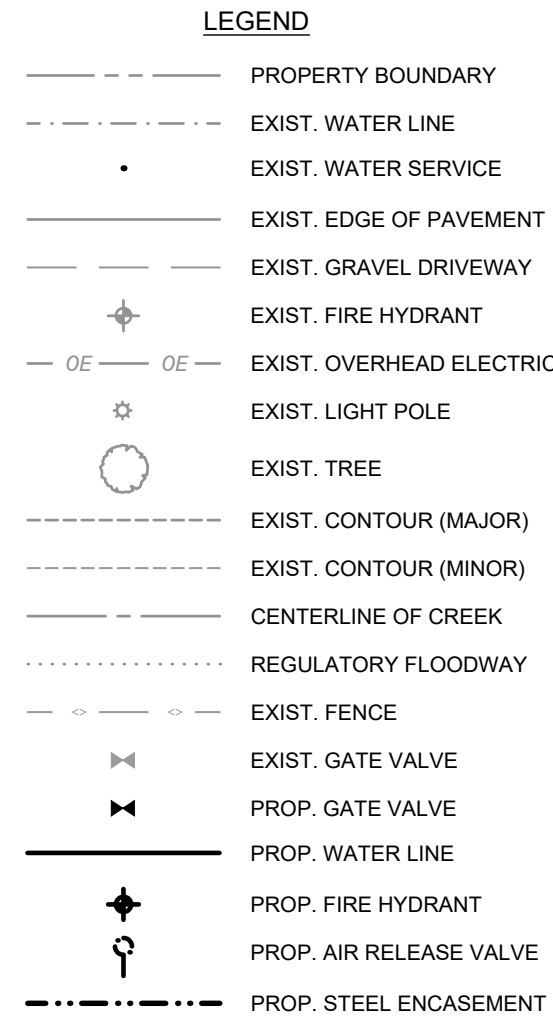 LEGEND
PROPERTY BOUNDARY
EXIST. WATER LINE
EXIST. WATER SERVICE
EXIST. EDGE OF PAVEMENT
EXIST. GRAVEL DRIVEWAY
EXIST. FIRE HYDRANT
OE OE EXIST. OVERHEAD ELECTRIC
EXIST. LIGHT POLE
EXIST. TREE
EXIST. CONTOUR (MAJOR)
EXIST. CONTOUR (MINOR)
CENTERLINE OF CREEK
REGULATORY FLOODWAY
<> <> EXIST. FENCE
EXIST. GATE VALVE
PROP. GATE VALVE
PROP. WATER LINE
PROP. FIRE HYDRANT
PROP. AIR RELEASE VALVE
PROP. STEEL ENCASEMENT